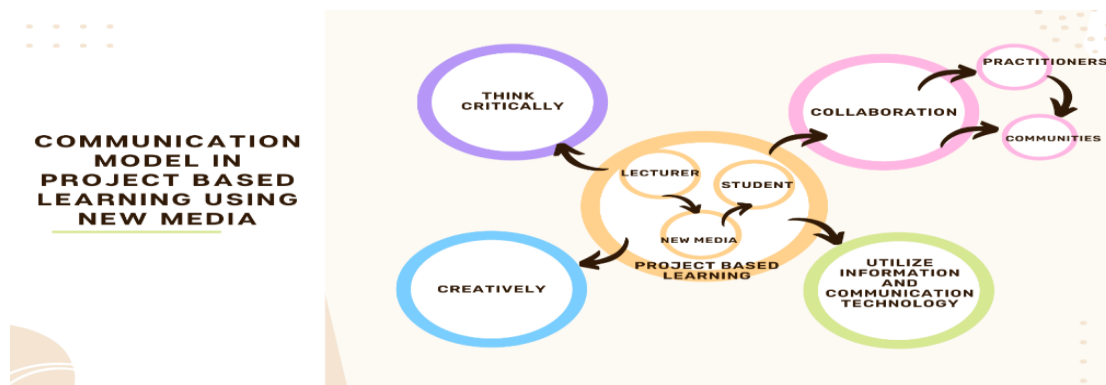 COMMUNICATION
MODEL IN
PROJECT BASED
LEARNING USING
NEW MEDIA
THINK
CRITICALLY
CREATIVELY
LECTURER
STUDENT
NEW MEDIA
PROJECT BASED
LEARNING
COLLABORATION
PRACTITIONERS
COMMUNITIES
UTILIZE
INFORMATION
AND
COMMUNICATION
TECHNOLOGY